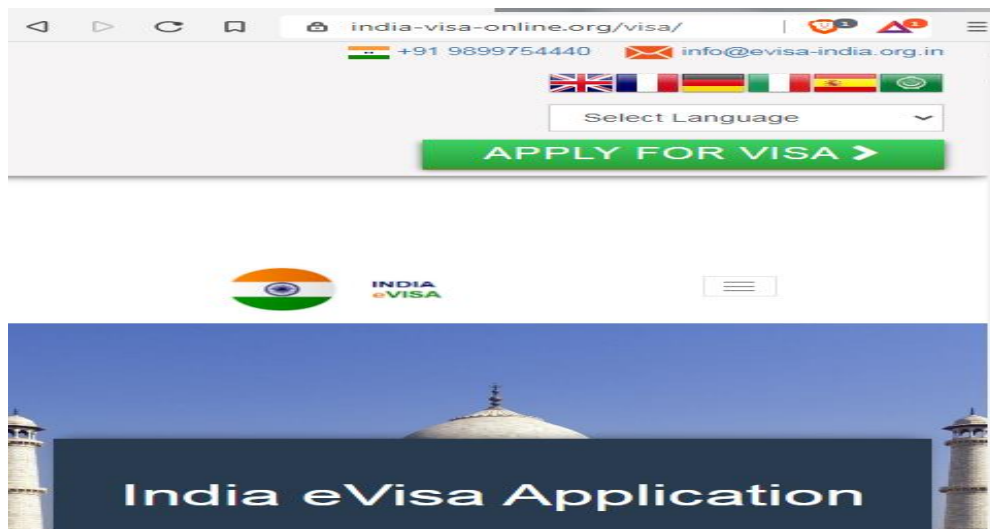 india-visa-online.org/visa/
+91 9899754440 info@evisa-india.org.in
Select Language
APPLY FOR VISA
INDIA
eVISA
India eVisa Application